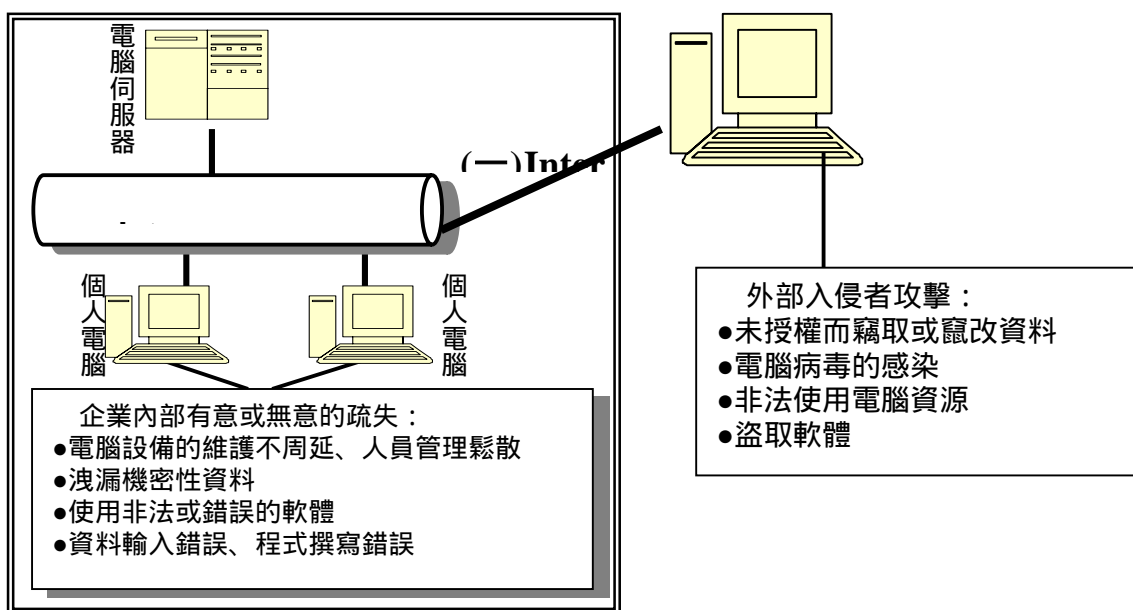 電腦伺服器
(一)Inter
個人電腦
個人電腦
企業內部有意或無意的疏失：
●電腦設備的維護不周延、人員管理鬆散
●洩漏機密性資料
●使用非法或錯誤的軟體
●資料輸入錯誤、程式撰寫錯誤
外部入侵者攻擊：
●未授權而竊取或竄改資料
●電腦病毒的感染
●非法使用電腦資源
●盜取軟體